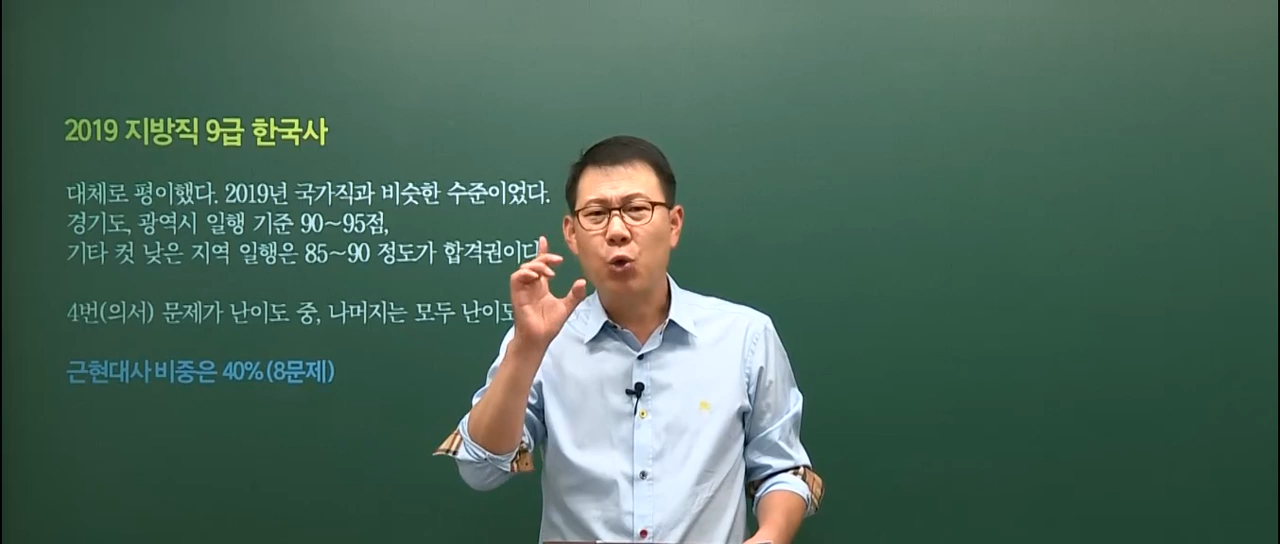 2019 지방직 9급 한국사
대체로 평이했다. 2019년 국가직과 비슷한 수준이었다.
경기도, 광역시 일행 기준 90~95점,
기타 컷 낮은 지역 일행은 85~90 정도가 합격권이다
4번(의서) 문제가 난이도 중, 나머지는 모두 난이도
근현대사 비중은 40% (8문제)